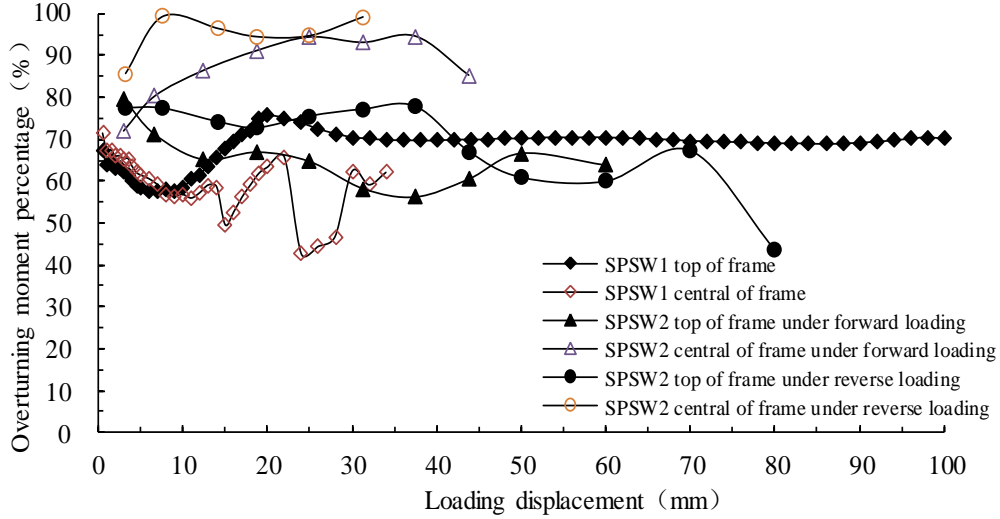 Overturning moment percentage（%）
100
90
80
70
60
50
40
30
20
10
0
SPSW1 top of frame
SPSW1 central of frame
SPSW2 top of frame under forward loading
SPSW2 central of frame under forward loading
SPSW2 top of frame under reverse loading
SPSW2 central of frame under reverse loading
0 10 20 30 40 50 60 70 80 90 100
Loading displacement（mm）